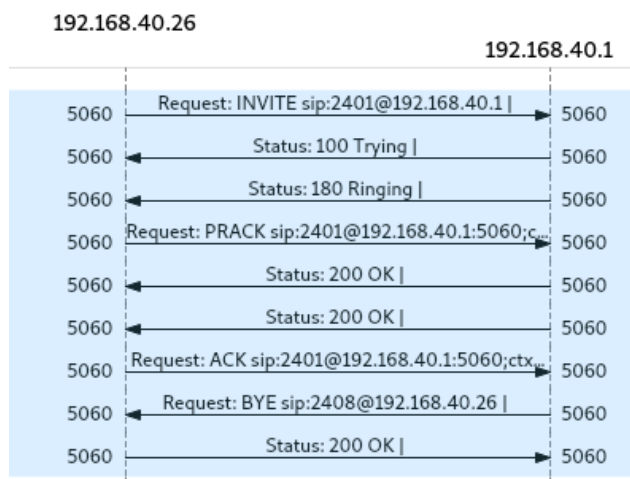 192.168.40.26
192.168.40.1
5060 Request: INVITE sip:2401@192.168.40.1 | 5060
5060 Status: 100 Trying | 5060
5060 Status: 180 Ringing | 5060
5060 Request: PRACK sip:2401@192.168.40.1:5060;c... 5060
5060 Status: 200 OK | 5060
5060 Status: 200 OK | 5060
5060 Request: ACK sip:2401@192.168.40.1:5060;ctx... 5060
5060 Request: BYE sip:2408@192.168.40.26 | 5060
5060 Status: 200 OK | 5060